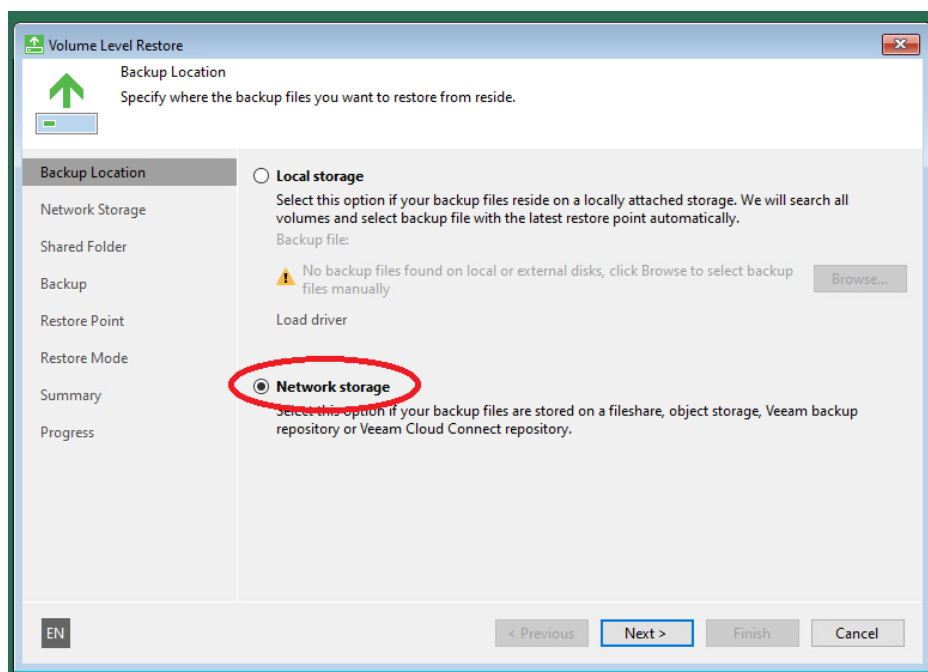 Volume Level Restore
Backup Location
Specify where the backup files you want to restore from reside.
Backup Location
Network Storage
Shared Folder
Backup
Restore Point
Restore Mode
Summary
Progress
Local storage
Select this option if your backup files reside on a locally attached storage. We will search all
volumes and select backup file with the latest restore point automatically.
Backup file:
No backup files found on local or external disks, click Browse to select backup
files manually
Browse...
Load driver
Network storage
Select this option if your backup files are stored on a fileshare, object storage, Veeam backup
repository or Veeam Cloud Connect repository.
EN
< Previous
Next >
Finish
Cancel